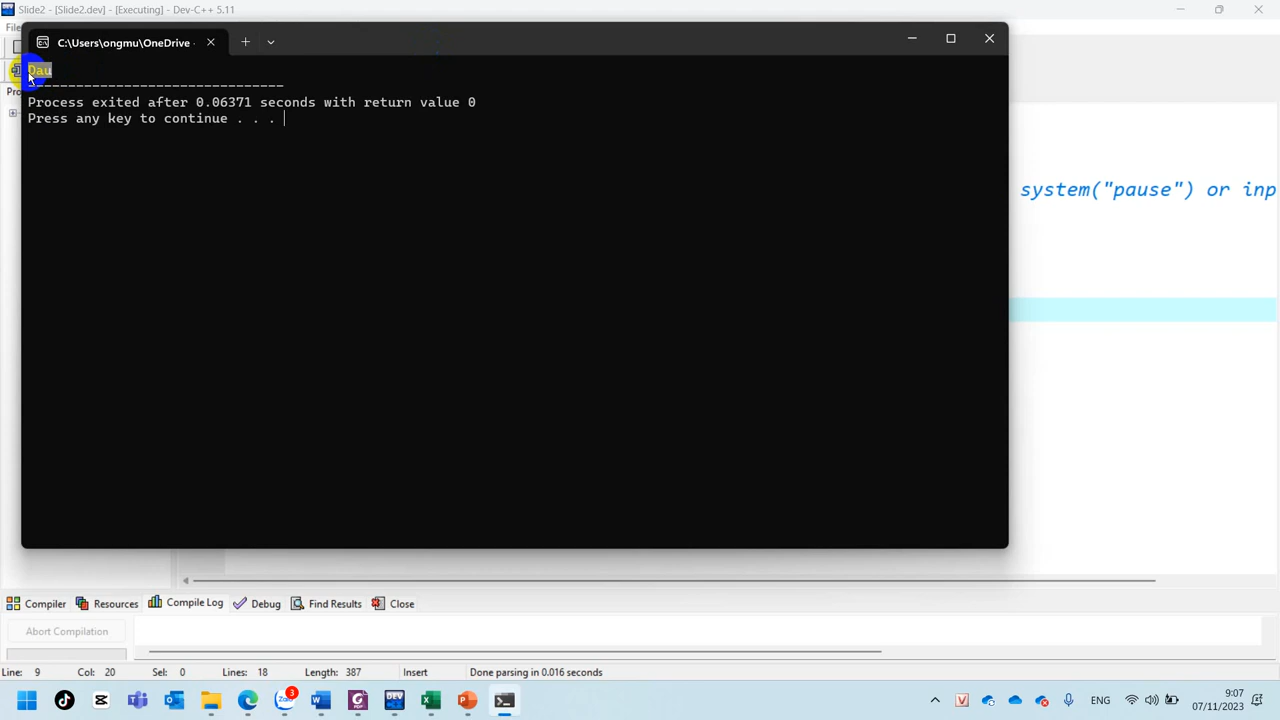 Slide2 - [Slide2.dev] - [Executing] - Dev-C++ 5.11
C:\Users\ongmu\OneDrive
Dau
--------------------------------
Process exited after 0.06371 seconds with return value 0
Press any key to continue . . .
system("pause") or inp
Compiler Resources Compile Log Debug Find Results Close
Abort Compilation
Line: 9 Col: 20 Sel: 0 Lines: 18 Length: 387 Insert Done parsing in 0.016 seconds
3
ENG
9:07
07/11/2023